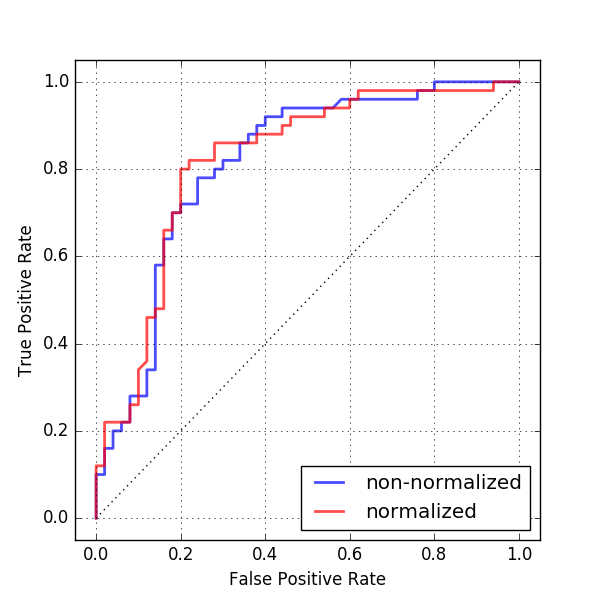 1.0
0.8
0.6
0.4
0.2
0.0
True Positive Rate
non-normalized
normalized
0.0 0.2 0.4 0.6 0.8 1.0
False Positive Rate